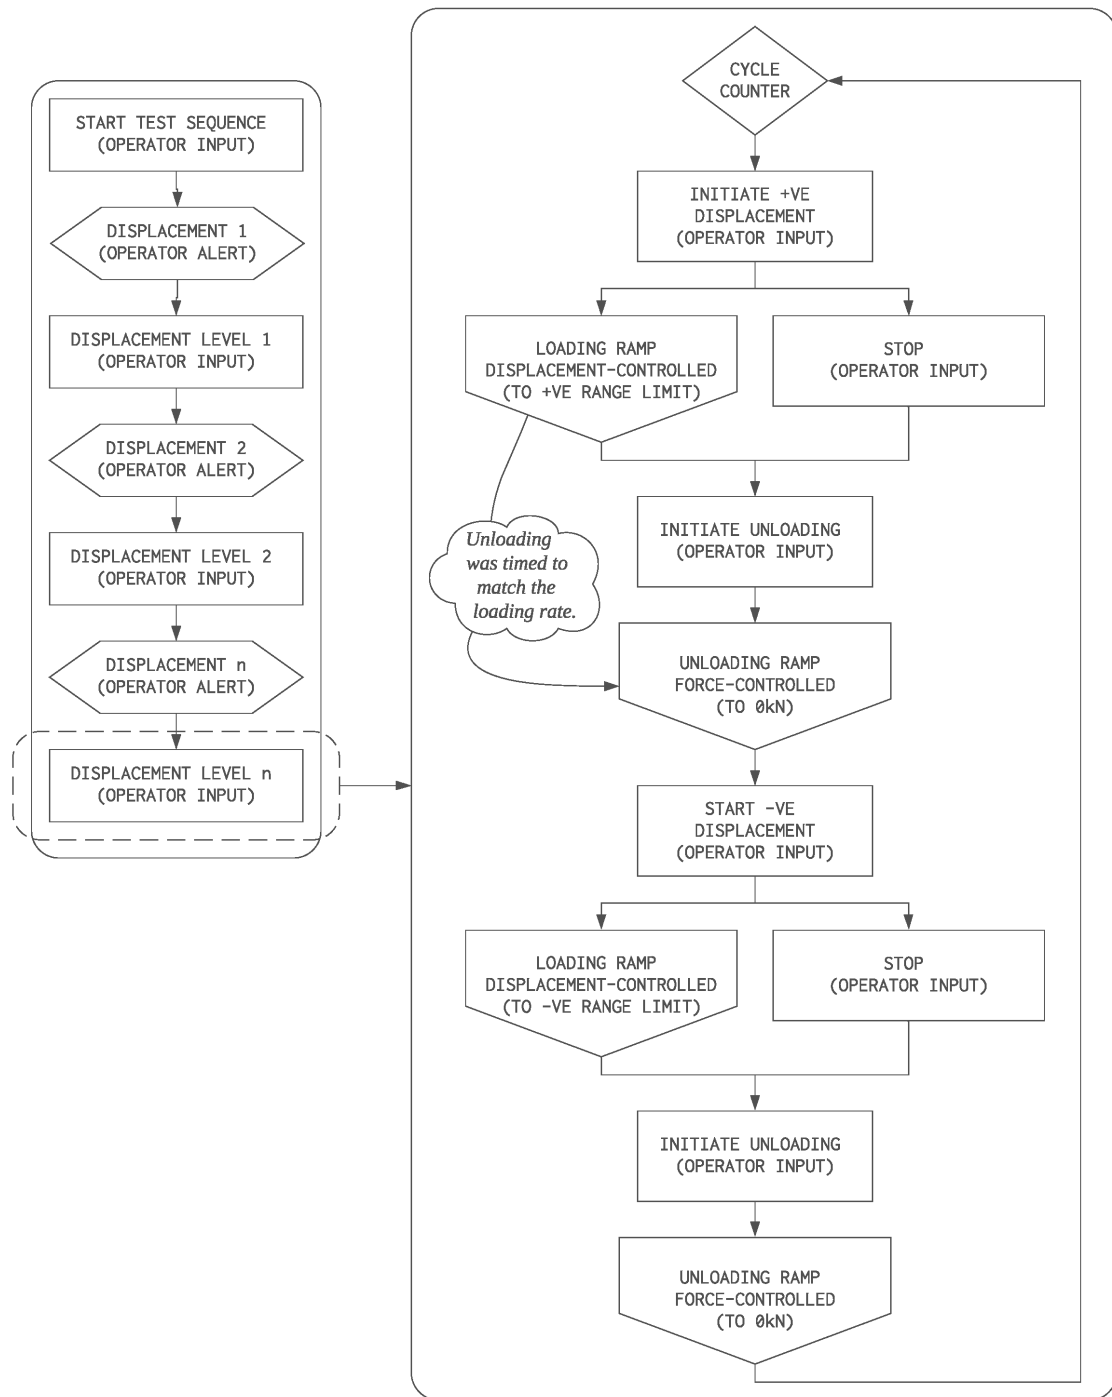 START TEST SEQUENCE
(OPERATOR INPUT)
DISPLACEMENT 1
(OPERATOR ALERT)
DISPLACEMENT LEVEL 1
(OPERATOR INPUT)
DISPLACEMENT 2
(OPERATOR ALERT)
DISPLACEMENT LEVEL 2
(OPERATOR INPUT)
DISPLACEMENT n
(OPERATOR ALERT)
DISPLACEMENT LEVEL n
(OPERATOR INPUT)
CYCLE
COUNTER
INITIATE +VE
DISPLACEMENT
(OPERATOR INPUT)
LOADING RAMP
DISPLACEMENT-CONTROLLED
(TO +VE RANGE LIMIT)
STOP
(OPERATOR INPUT)
Unloading
was timed to
match the
loading rate.
INITIATE UNLOADING
(OPERATOR INPUT)
UNLOADING RAMP
FORCE-CONTROLLED
(TO 0kN)
START -VE
DISPLACEMENT
(OPERATOR INPUT)
LOADING RAMP
DISPLACEMENT-CONTROLLED
(TO -VE RANGE LIMIT)
STOP
(OPERATOR INPUT)
INITIATE UNLOADING
(OPERATOR INPUT)
UNLOADING RAMP
FORCE-CONTROLLED
(TO 0kN)